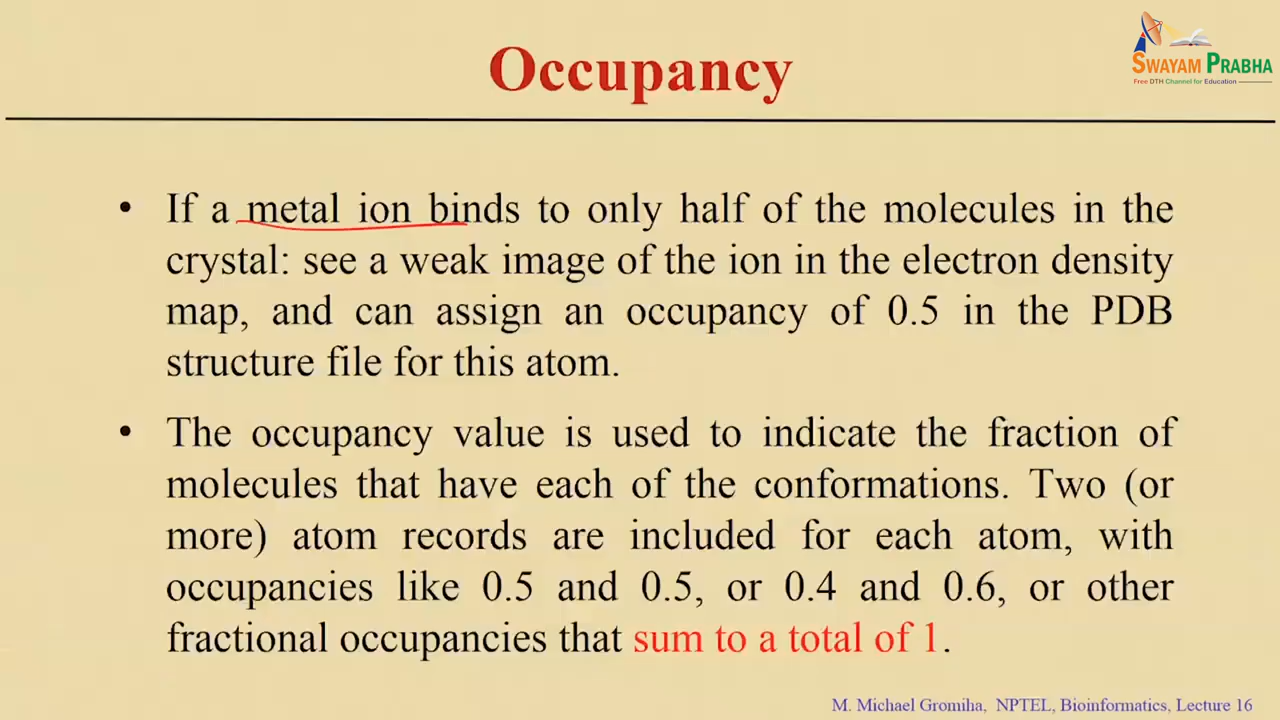 Occupancy
SWAYAM PRABHA
Free DTH Channel for Education
• If a metal ion binds to only half of the molecules in the
crystal: see a weak image of the ion in the electron density
map, and can assign an occupancy of 0.5 in the PDB
structure file for this atom.
• The occupancy value is used to indicate the fraction of
molecules that have each of the conformations. Two (or
more) atom records are included for each atom, with
occupancies like 0.5 and 0.5, or 0.4 and 0.6, or other
fractional occupancies that sum to a total of 1.
M. Michael Gromiha, NPTEL, Bioinformatics, Lecture 16